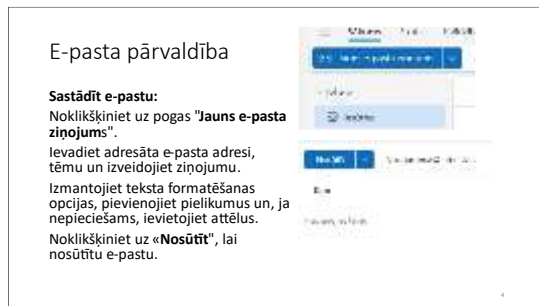 E-pasta pārvaldība
Sastādīt e-pastu:
Noklikšķiniet uz pogas "Jauns e-pasta
ziņojums".
Ievadiet adresāta e-pasta adresi,
tēmu un izveidojiet ziņojumu.
Izmantojiet teksta formatēšanas
opcijas, pievienojiet pielikumus un, ja
nepieciešams, ievietojiet attēlus.
Noklikšķiniet uz «Nosūtīt", lai
nosūtītu e-pastu.
Nosūtīt
4